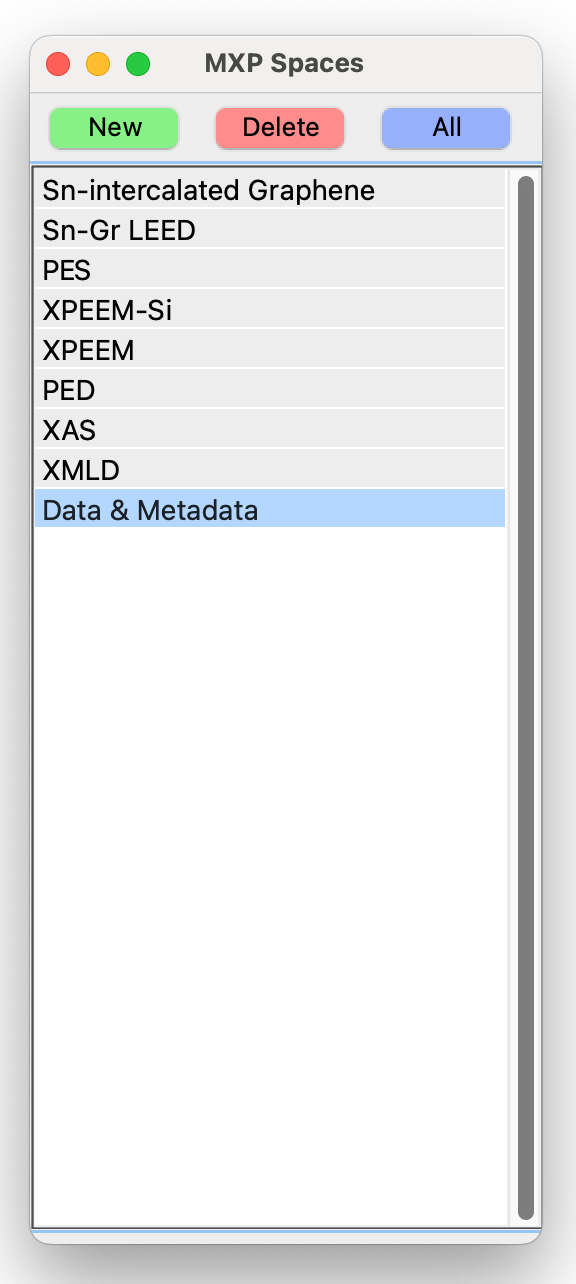 MXP Spaces
New Delete All
Sn-intercalated Graphene
Sn-Gr LEED
PES
XPEEM-Si
XPEEM
PED
XAS
XMLD
Data & Metadata